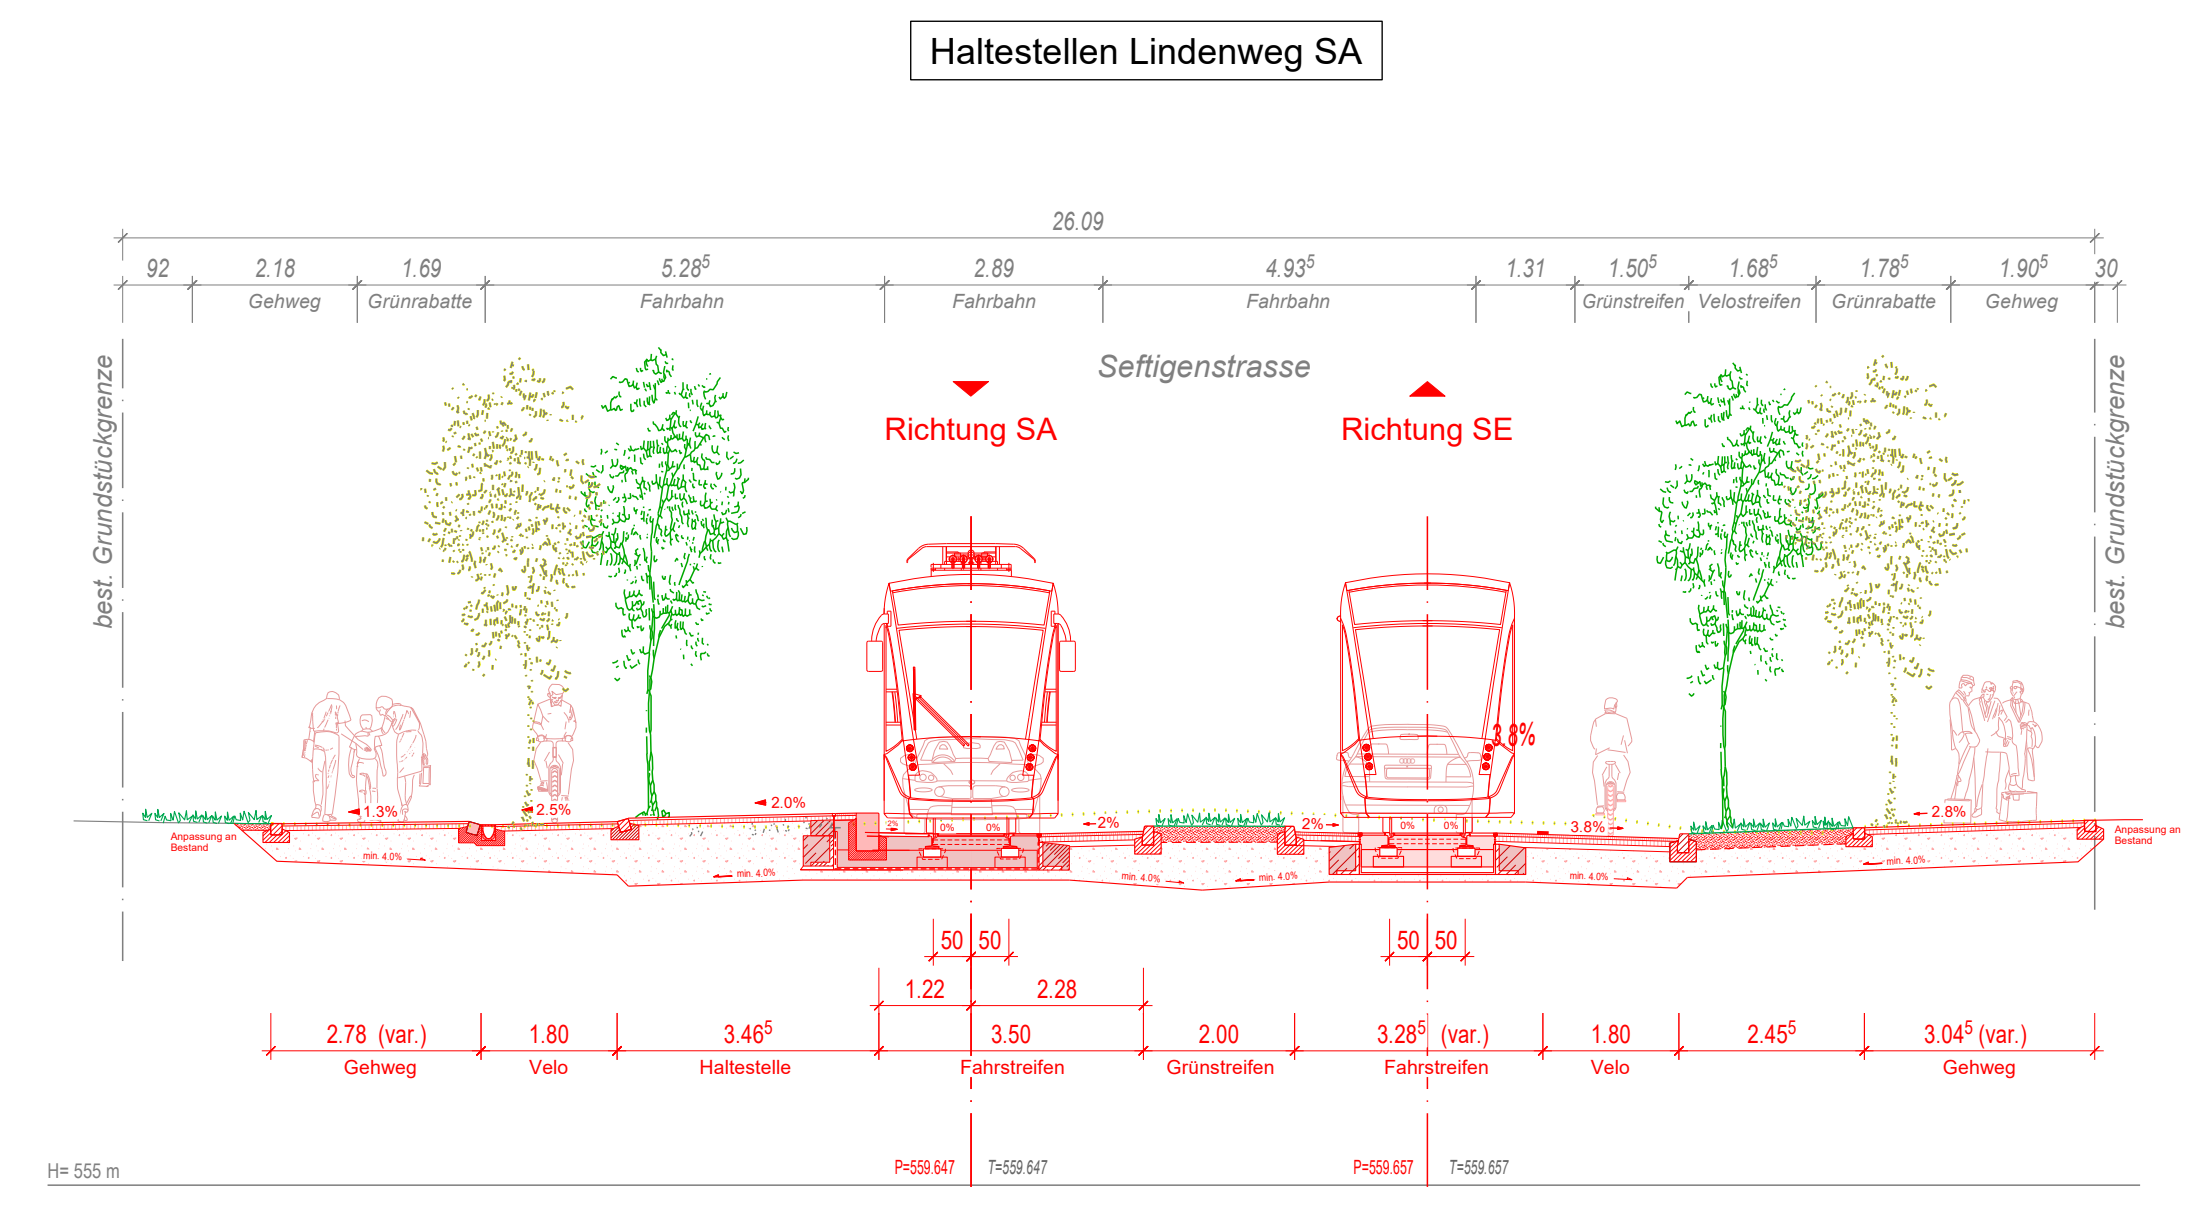 Haltestellen Lindenweg SA
26.09
92 2.18 1.69 5.28⁵ 2.89 4.93⁵ 1.31 1.50⁵ 1.68⁵ 1.78⁵ 1.90⁵ 30
Gehweg Grünrabatte Fahrbahn Fahrbahn Fahrbahn Grünstreifen Velostreifen Grünrabatte Gehweg
best. Grundstückgrenze
best. Grundstückgrenze
Seftigenstrasse
Richtung SA
Richtung SE
3.8%
1.3% 2.5% 2.0% 2% 0% 0% 2% 2% 0% 0% 3.8% 2.8%
Anpassung an
Bestand
Anpassung an
Bestand
min. 4.0% min. 4.0% min. 4.0% min. 4.0% min. 4.0% min. 4.0%
50 50 50 50
1.22 2.28
2.78 (var.) 1.80 3.46⁵ 3.50 2.00 3.28⁵ (var.) 1.80 2.45⁵ 3.04⁵ (var.)
Gehweg Velo Haltestelle Fahrstreifen Grünstreifen Fahrstreifen Velo Gehweg
P=559.647 T=559.647 P=559.657 T=559.657
H= 555 m